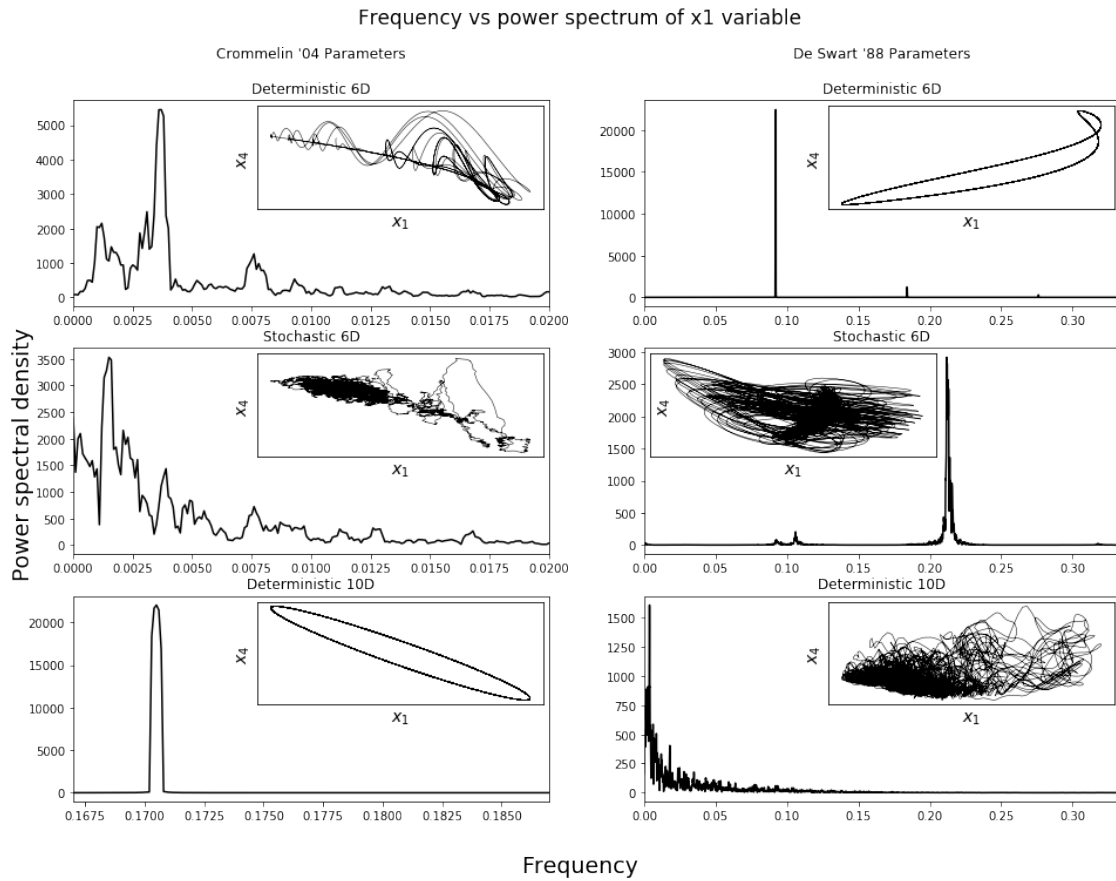 Frequency vs power spectrum of x1 variable
Crommelin '04 Parameters
De Swart '88 Parameters
Deterministic 6D
Deterministic 6D
5000
4000
3000
2000
1000
0
x4
x1
0.0000 0.0025 0.0050 0.0075 0.0100 0.0125 0.0150 0.0175 0.0200
20000
15000
10000
5000
0
x4
x1
0.00 0.05 0.10 0.15 0.20 0.25 0.30
Stochastic 6D
Stochastic 6D
3500
3000
2500
2000
1500
1000
500
0
x4
x1
0.0000 0.0025 0.0050 0.0075 0.0100 0.0125 0.0150 0.0175 0.0200
3000
2500
2000
1500
1000
500
0
x4
x1
0.00 0.05 0.10 0.15 0.20 0.25 0.30
Deterministic 10D
Deterministic 10D
20000
15000
10000
5000
0
x4
x1
0.1675 0.1700 0.1725 0.1750 0.1775 0.1800 0.1825 0.1850
1500
1250
1000
750
500
250
0
x4
x1
0.00 0.05 0.10 0.15 0.20 0.25 0.30
Power spectral density
Frequency